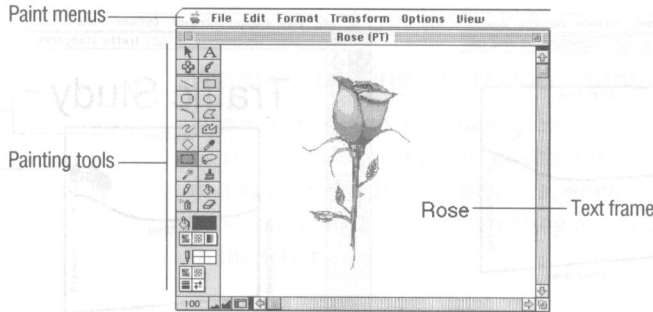 Paint menus
File Edit Format Transform Options View
Rose (PT)
A
Painting tools
Rose
Text frame
100